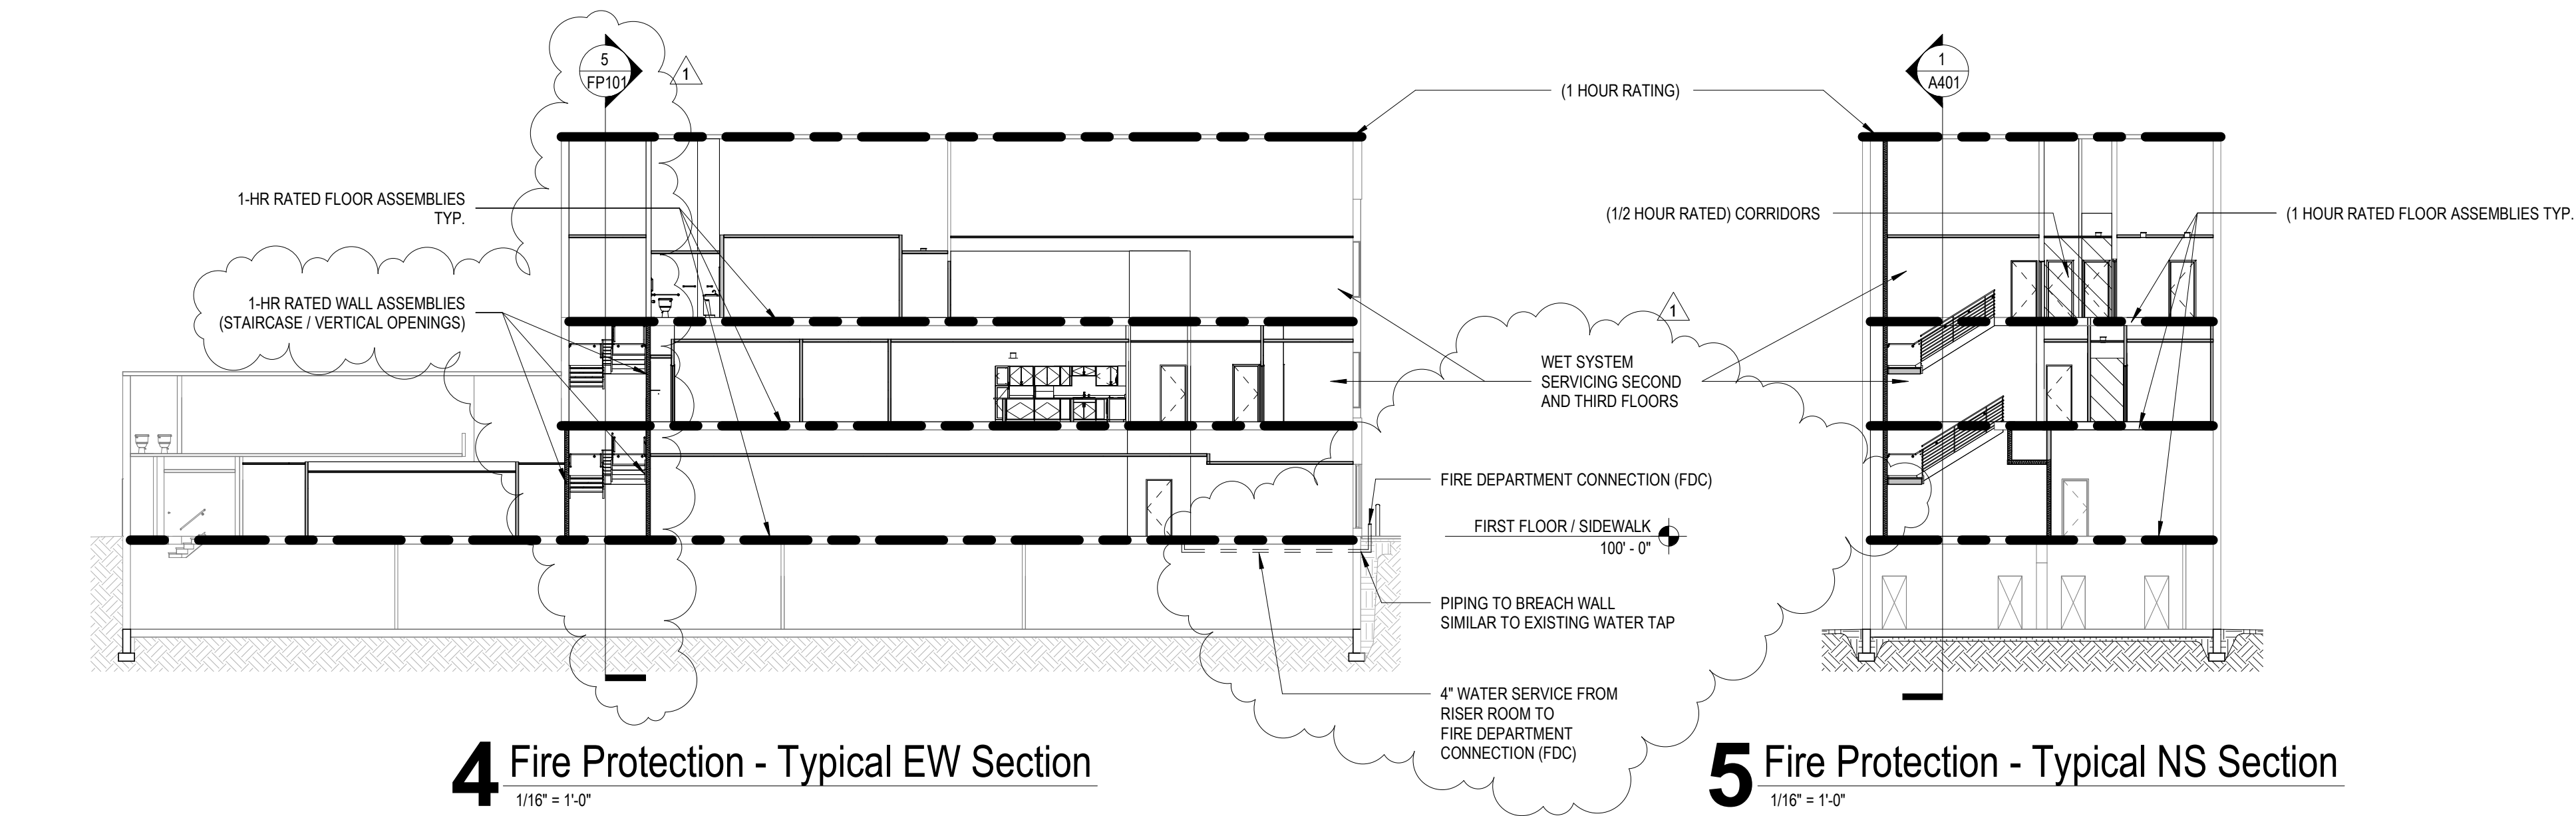 5
FP101
1
1
A401
(1 HOUR RATING)
1-HR RATED FLOOR ASSEMBLIES
TYP.
(1/2 HOUR RATED) CORRIDORS
(1 HOUR RATED FLOOR ASSEMBLIES TYP.
1-HR RATED WALL ASSEMBLIES
(STAIRCASE / VERTICAL OPENINGS)
1
WET SYSTEM
SERVICING SECOND
AND THIRD FLOORS
FIRE DEPARTMENT CONNECTION (FDC)
FIRST FLOOR / SIDEWALK
100' - 0"
PIPING TO BREACH WALL
SIMILAR TO EXISTING WATER TAP
4" WATER SERVICE FROM
RISER ROOM TO
FIRE DEPARTMENT
CONNECTION (FDC)
4 Fire Protection - Typical EW Section
1/16" = 1'-0"
5 Fire Protection - Typical NS Section
1/16" = 1'-0"